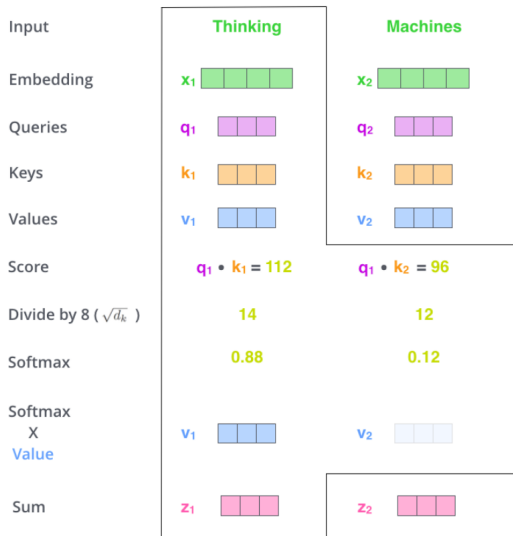 Input Thinking Machines
Embedding x₁ x₂
Queries q₁ q₂
Keys k₁ k₂
Values v₁ v₂
Score q₁ • k₁ = 112 q₁ • k₂ = 96
Divide by 8 ( √dₖ ) 14 12
Softmax 0.88 0.12
Softmax
X v₁ v₂
Value
Sum z₁ z₂